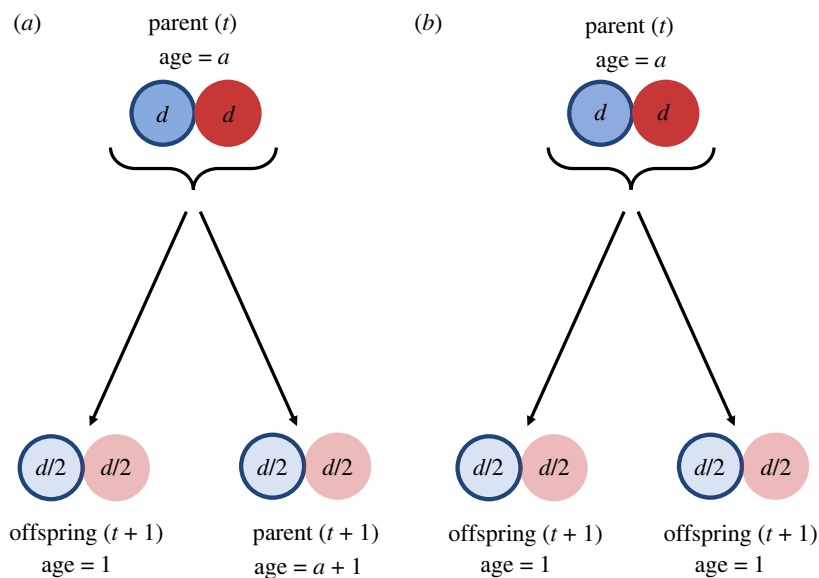 (a)
parent (t)
age = a
d d
d/2 d/2
d/2 d/2
offspring (t + 1)
age = 1
parent (t + 1)
age = a + 1
(b)
parent (t)
age = a
d d
d/2 d/2
d/2 d/2
offspring (t + 1)
age = 1
offspring (t + 1)
age = 1